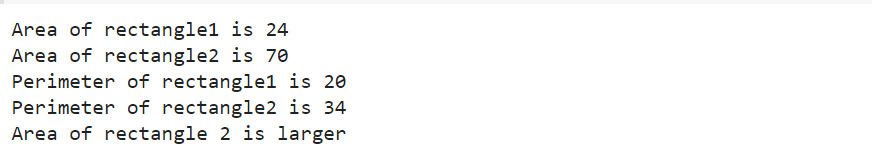 Area of rectangle1 is 24
Area of rectangle2 is 70
Perimeter of rectangle1 is 20
Perimeter of rectangle2 is 34
Area of rectangle 2 is larger